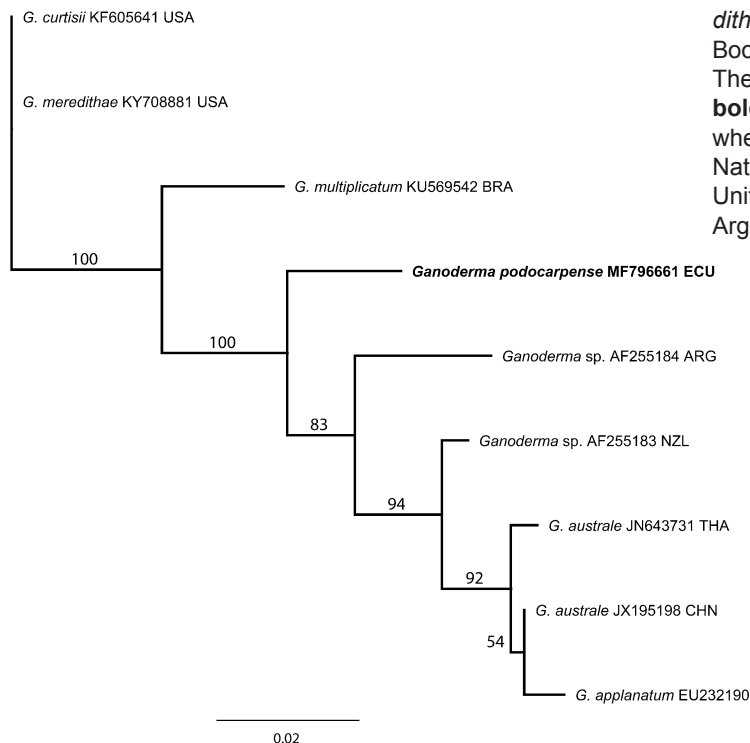 G. curtisii KF605641 USA
G. meredithae KY708881 USA
G. multiplicatum KU569542 BRA
100
Ganoderma podocarpense MF796661 ECU
100
Ganoderma sp. AF255184 ARG
83
Ganoderma sp. AF255183 NZL
94
G. australe JN643731 THA
92
G. australe JX195198 CHN
54
G. applanatum EU232190
0.02
dith
The
whe
Nat
Arg